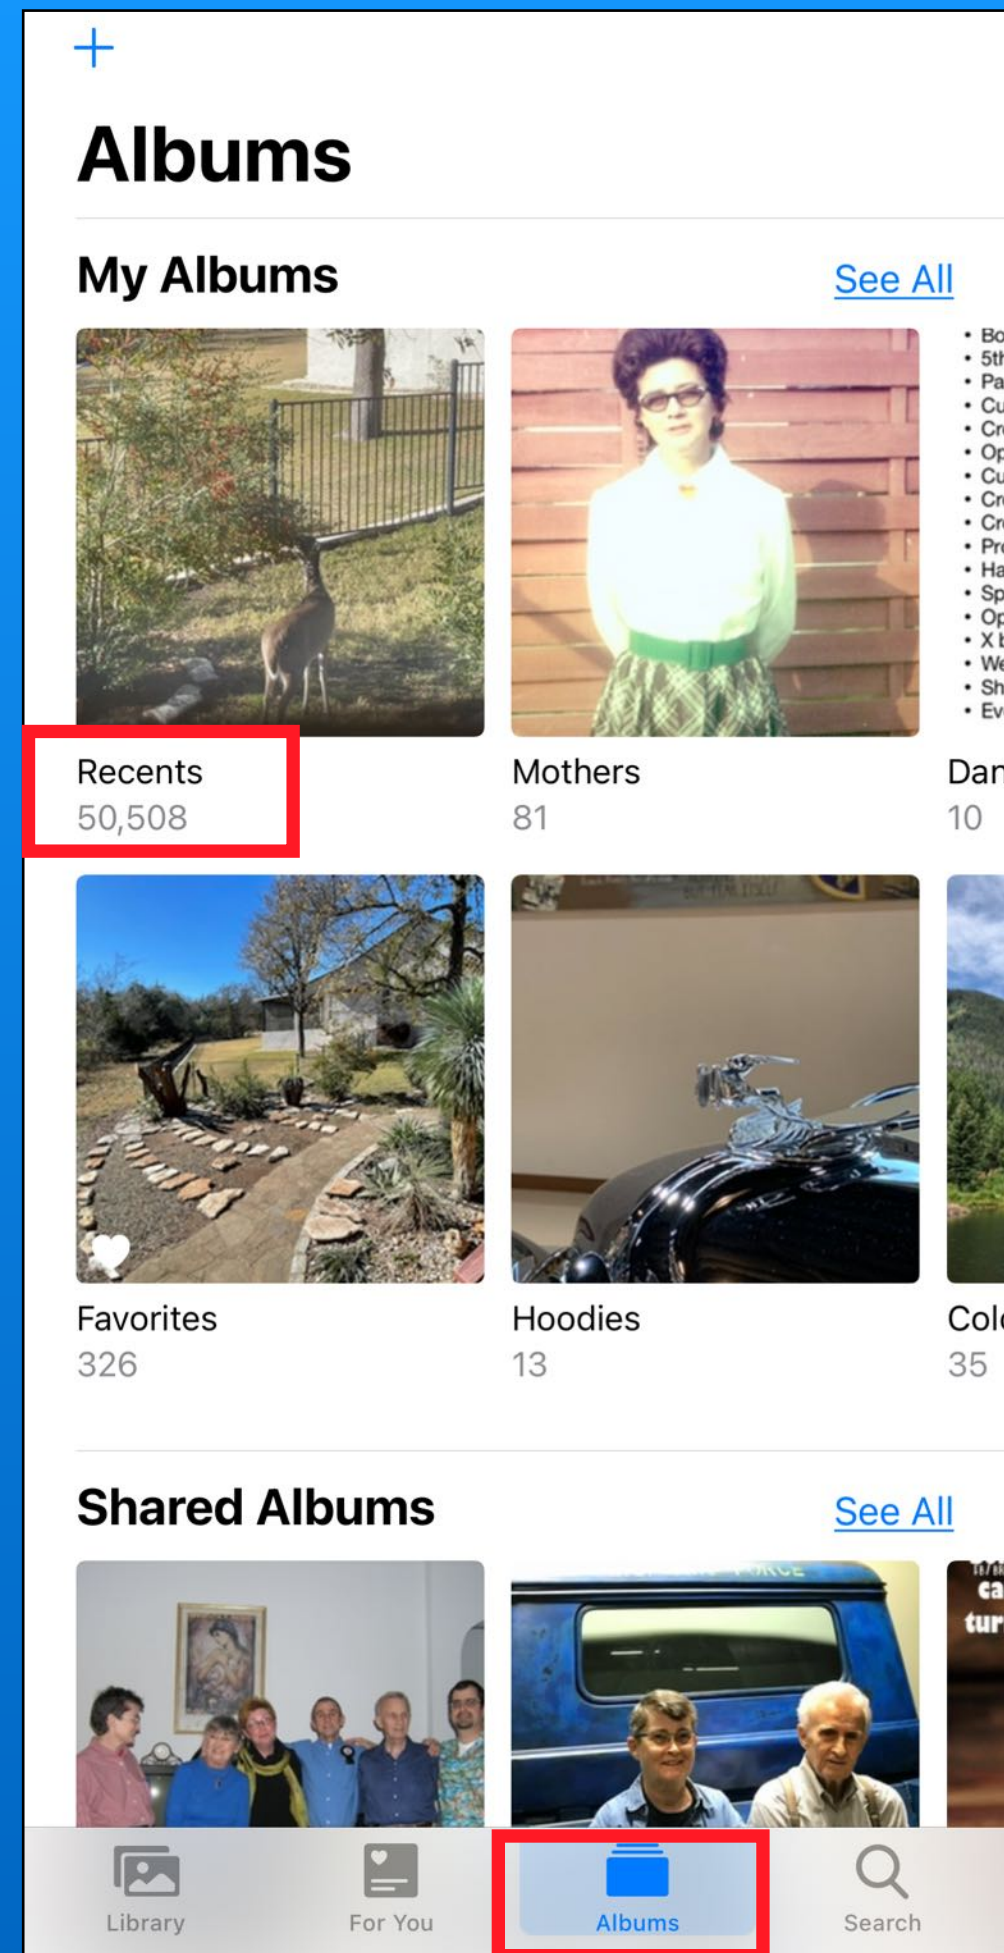 Albums
My Albums
See All
Recents
50,508
Mothers
81
10
Favorites
326
Hoodies
13
35
Shared Albums
See All
Library
For You
Albums
Search